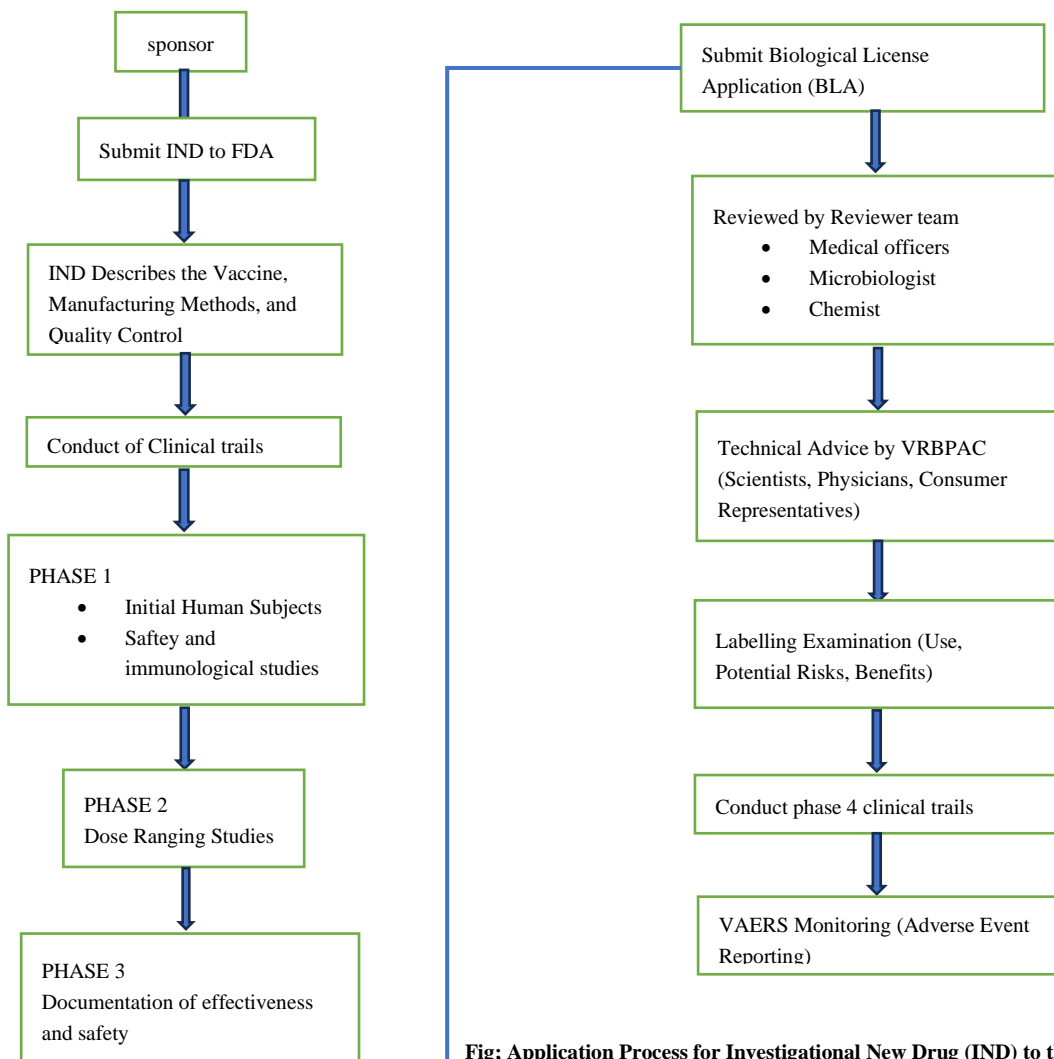 sponsor
Submit IND to FDA
IND Describes the Vaccine,
Manufacturing Methods, and
Quality Control
Conduct of Clinical trails
PHASE 1
• Initial Human Subjects
• Saftey and
immunological studies
PHASE 2
Dose Ranging Studies
PHASE 3
Documentation of effectiveness
and safety
Submit Biological License
Application (BLA)
Reviewed by Reviewer team
• Medical officers
• Microbiologist
• Chemist
Technical Advice by VRBPAC
(Scientists, Physicians, Consumer
Representatives)
Labelling Examination (Use,
Potential Risks, Benefits)
Conduct phase 4 clinical trails
VAERS Monitoring (Adverse Event
Reporting)
Fig: Application Process for Investigational New Drug (IND) to t